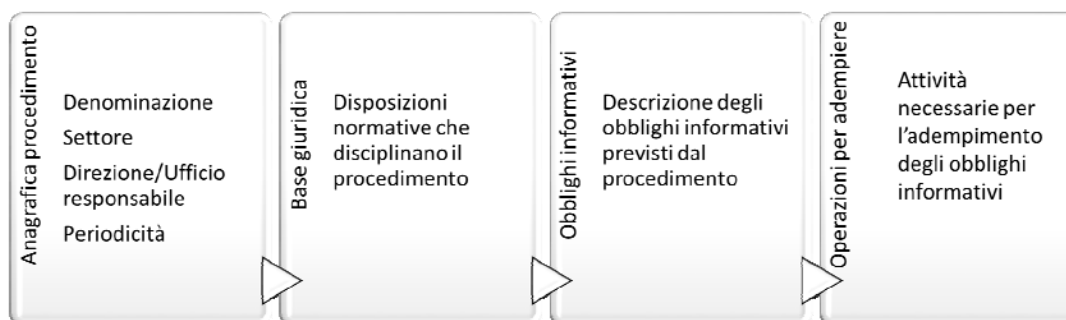 Anagrafica procedimento
Denominazione
Settore
Direzione/Ufficio
responsabile
Periodicità
Base giuridica
Disposizioni
normative che
disciplinano il
procedimento
Obblighi informativi
Descrizione degli
obblighi informativi
previsti dal
procedimento
Operazioni per adempiere
Attività
necessarie per
l'adempimento
degli obblighi
informativi